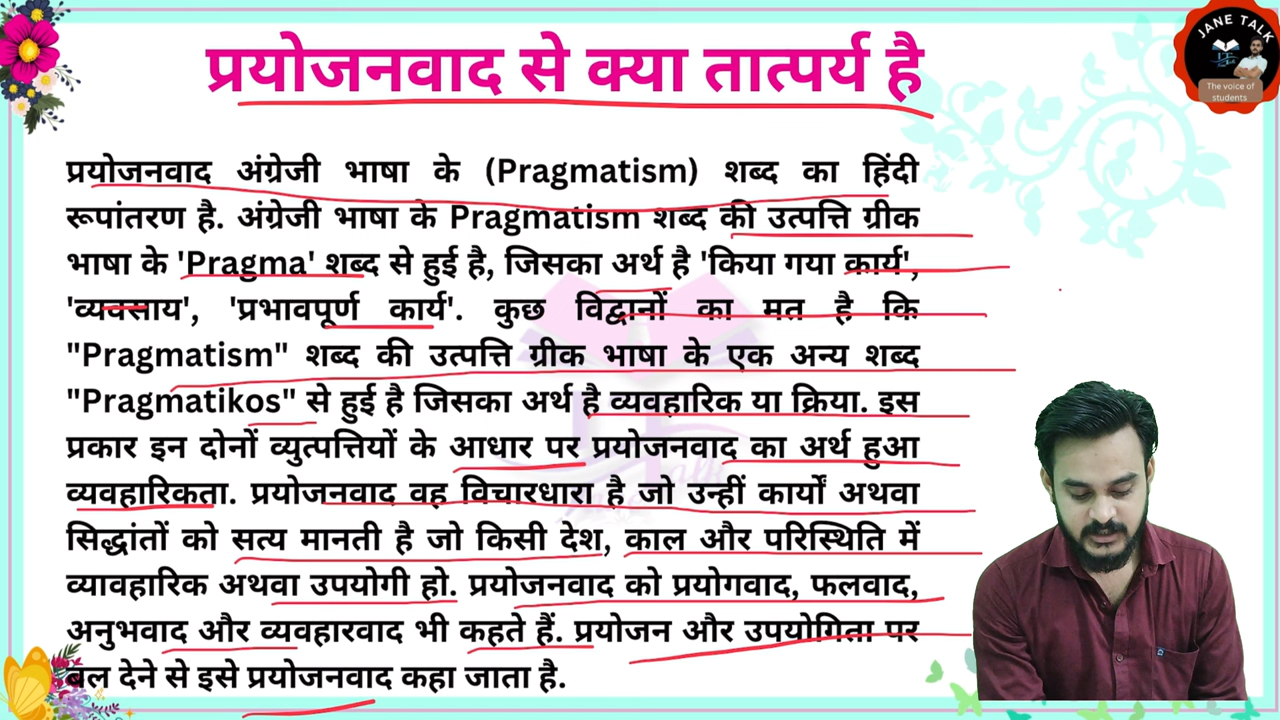 प्रयोजनवाद से क्या तात्पर्य है
JANE TALK
The voice of
students
प्रयोजनवाद अंग्रेजी भाषा के (Pragmatism) शब्द का हिंदी
रूपांतरण है. अंग्रेजी भाषा के Pragmatism शब्द की उत्पत्ति ग्रीक
भाषा के 'Pragma' शब्द से हुई है, जिसका अर्थ है 'किया गया कार्य',
'व्यवसाय', 'प्रभावपूर्ण कार्य'. कुछ विद्वानों का मत है कि
"Pragmatism" शब्द की उत्पत्ति ग्रीक भाषा के एक अन्य शब्द
"Pragmatikos" से हुई है जिसका अर्थ है व्यवहारिक या क्रिया. इस
प्रकार इन दोनों व्युत्पत्तियों के आधार पर प्रयोजनवाद का अर्थ हुआ
व्यवहारिकता. प्रयोजनवाद वह विचारधारा है जो उन्हीं कार्यों अथवा
सिद्धांतों को सत्य मानती है जो किसी देश, काल और परिस्थिति में
व्यावहारिक अथवा उपयोगी हो. प्रयोजनवाद को प्रयोगवाद, फलवाद,
अनुभवाद और व्यवहारवाद भी कहते हैं. प्रयोजन और उपयोगिता पर
बल देने से इसे प्रयोजनवाद कहा जाता है.